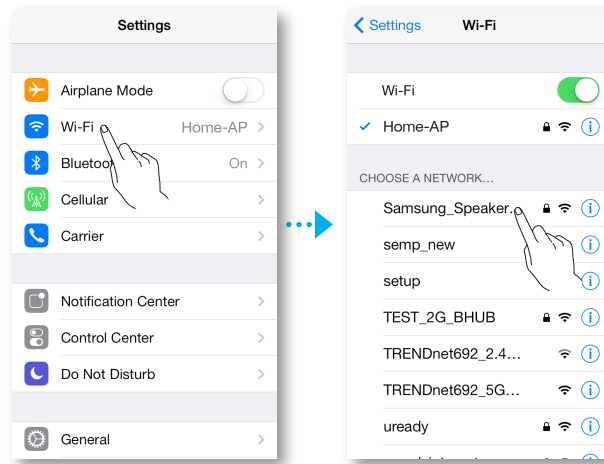 Settings
Airplane Mode
Wi-Fi Home-AP
On
Cellular
Carrier
Notification Center
Control Center
Do Not Disturb
General
Settings Wi-Fi
Wi-Fi
Home-AP
CHOOSE A NETWORK...
Samsung_Speaker...
semp_new
setup
TEST_2G_BHUB
TRENDnet692_2.4...
TRENDnet692_5G...
uready